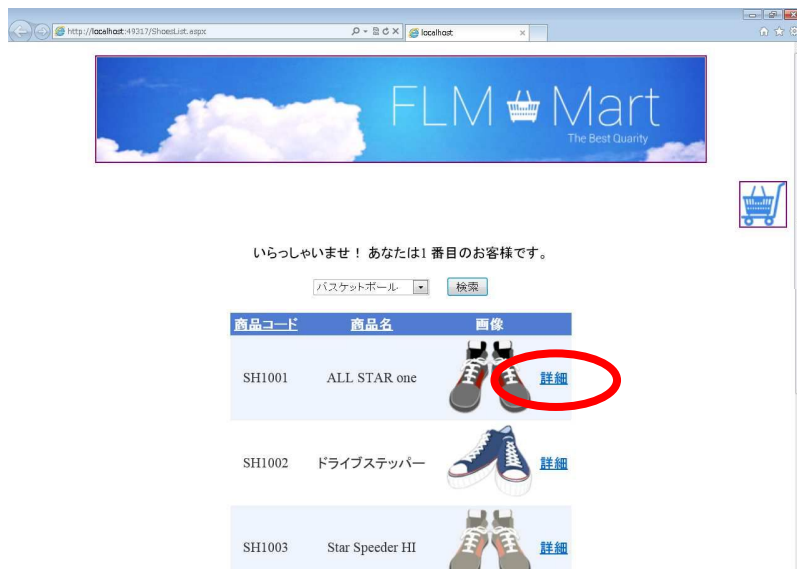 http://localhost:49317/ShoesList.aspx
localhost
FLM Mart
The Best Quarity
いらっしゃいませ！ あなたは1 番目のお客様です。
バスケットボール 検索
商品コード 商品名 画像
SH1001 ALL STAR one 詳細
SH1002 ドライブステッパー 詳細
SH1003 Star Speeder HI 詳細